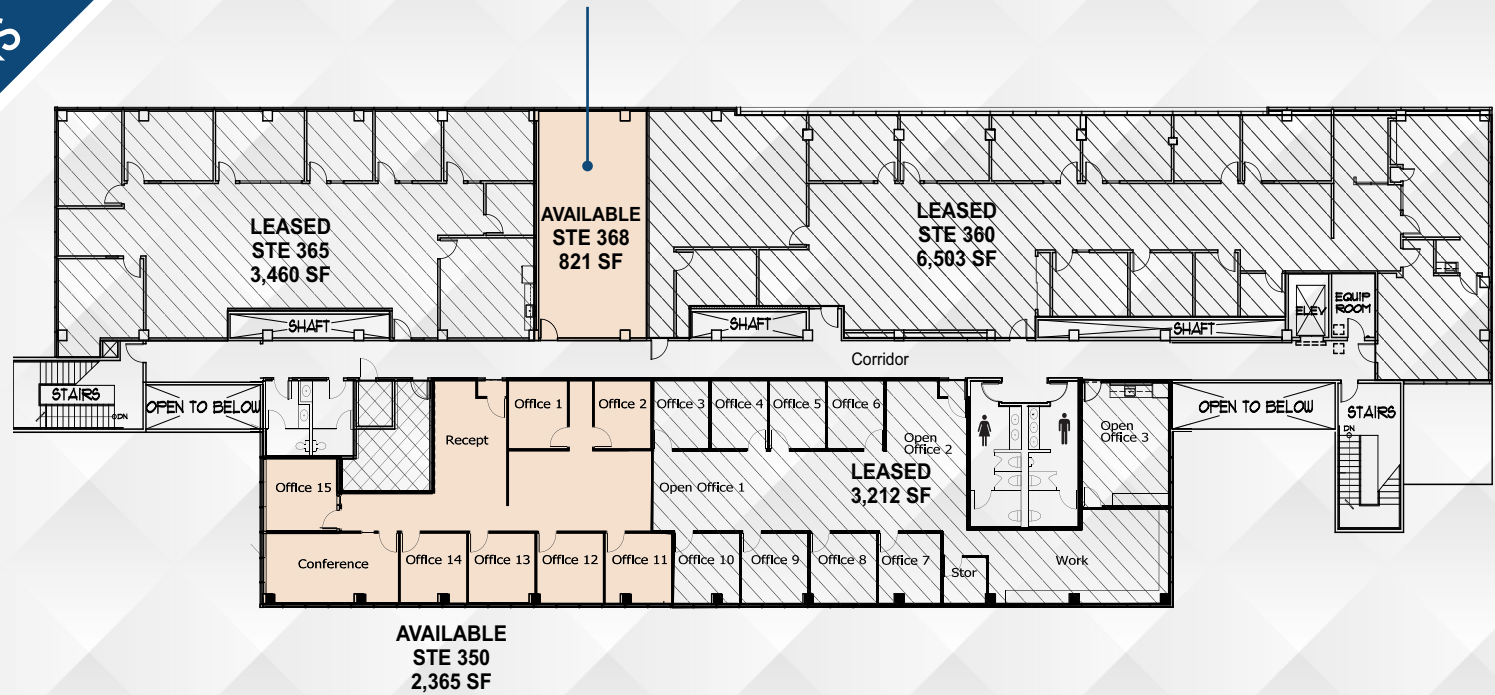 LEASED
STE 365
3,460 SF
AVAILABLE
STE 368
821 SF
LEASED
STE 360
6,503 SF
SHAFT
SHAFT
SHAFT
ELEV
EQUIP
ROOM
Corridor
STAIRS
DN
OPEN TO BELOW
Recept
Office 1
Office 2
Office 3
Office 4
Office 5
Office 6
Open
Office 2
LEASED
3,212 SF
Open Office 1
Open
Office 3
OPEN TO BELOW
STAIRS
DN
Office 15
Conference
Office 14
Office 13
Office 12
Office 11
Office 10
Office 9
Office 8
Office 7
Stor
Work
AVAILABLE
STE 350
2,365 SF